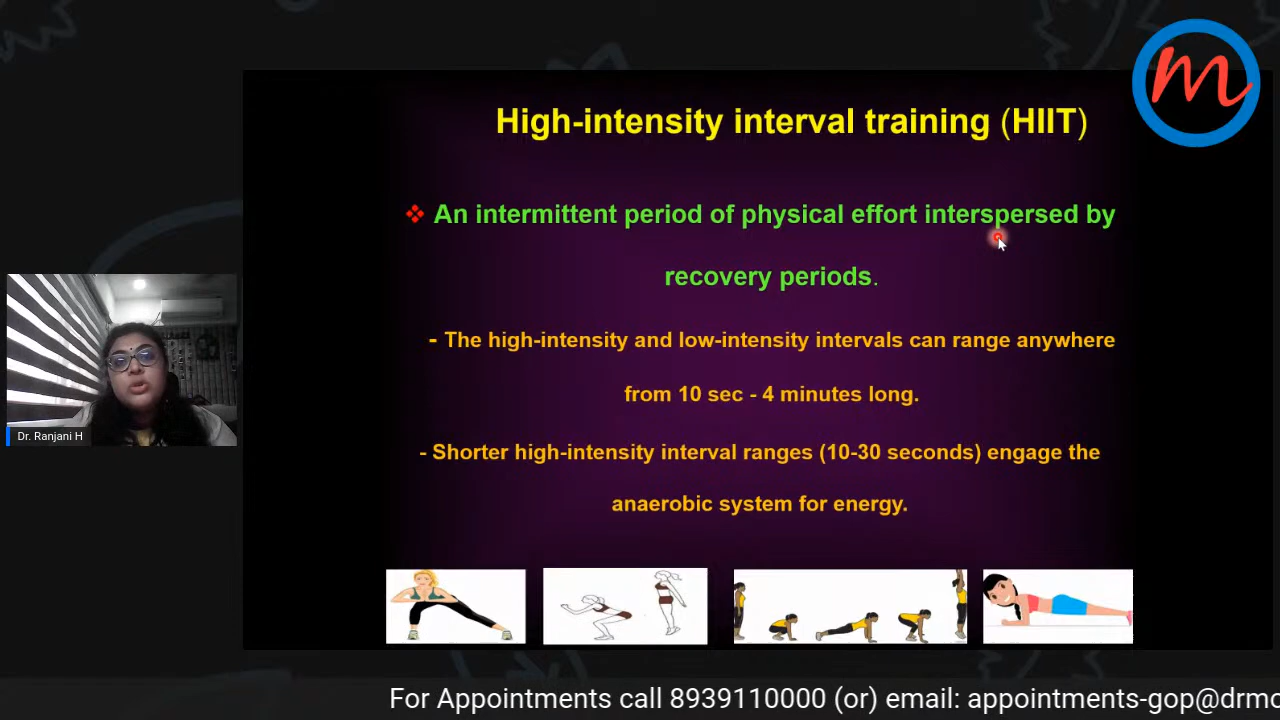 m
High-intensity interval training (HIIT)
❖ An intermittent period of physical effort interspersed by
recovery periods.
- The high-intensity and low-intensity intervals can range anywhere
from 10 sec - 4 minutes long.
- Shorter high-intensity interval ranges (10-30 seconds) engage the
anaerobic system for energy.
Dr. Ranjani H
For Appointments call 8939110000 (or) email: appointments-gop@drmo